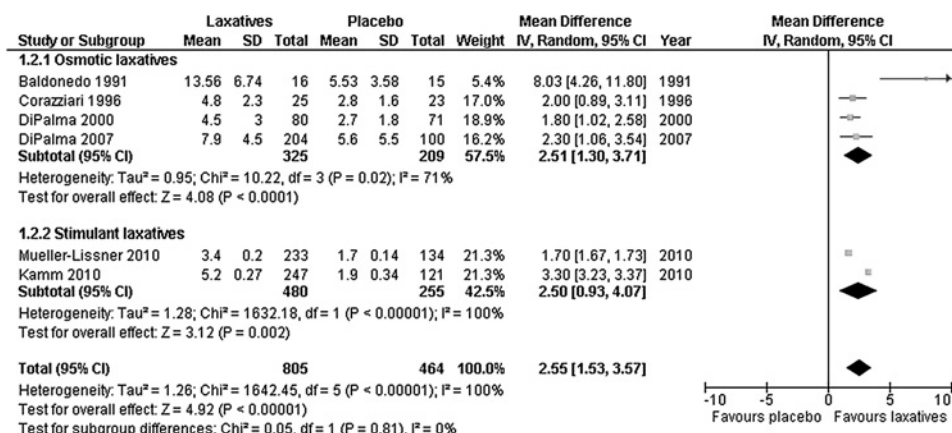 Laxatives Placebo Mean Difference Mean Difference
Study or Subgroup Mean SD Total Mean SD Total Weight IV, Random, 95% CI Year IV, Random, 95% CI
1.2.1 Osmotic laxatives
Baldonedo 1991 13.56 6.74 16 5.53 3.58 15 5.4% 8.03 [4.26, 11.80] 1991
Corazziari 1996 4.8 2.3 25 2.8 1.6 23 17.0% 2.00 [0.89, 3.11] 1996
DiPalma 2000 4.5 3 80 2.7 1.8 71 18.9% 1.80 [1.02, 2.58] 2000
DiPalma 2007 7.9 4.5 204 5.6 5.5 100 16.2% 2.30 [1.06, 3.54] 2007
Subtotal (95% CI) 325 209 57.5% 2.51 [1.30, 3.71]
Heterogeneity: Tau² = 0.95; Chi² = 10.22, df = 3 (P = 0.02); I² = 71%
Test for overall effect: Z = 4.08 (P < 0.0001)
1.2.2 Stimulant laxatives
Mueller-Lissner 2010 3.4 0.2 233 1.7 0.14 134 21.3% 1.70 [1.67, 1.73] 2010
Kamm 2010 5.2 0.27 247 1.9 0.34 121 21.3% 3.30 [3.23, 3.37] 2010
Subtotal (95% CI) 480 255 42.5% 2.50 [0.93, 4.07]
Heterogeneity: Tau² = 1.28; Chi² = 1632.18, df = 1 (P < 0.00001); I² = 100%
Test for overall effect: Z = 3.12 (P = 0.002)
Total (95% CI) 805 464 100.0% 2.55 [1.53, 3.57]
Heterogeneity: Tau² = 1.26; Chi² = 1642.45, df = 5 (P < 0.00001); I² = 100%
Test for overall effect: Z = 4.92 (P < 0.00001)
Test for subgroup differences: Chi² = 0.05, df = 1 (P = 0.81), I² = 0%
-10 -5 0 5 10
Favours placebo Favours laxatives